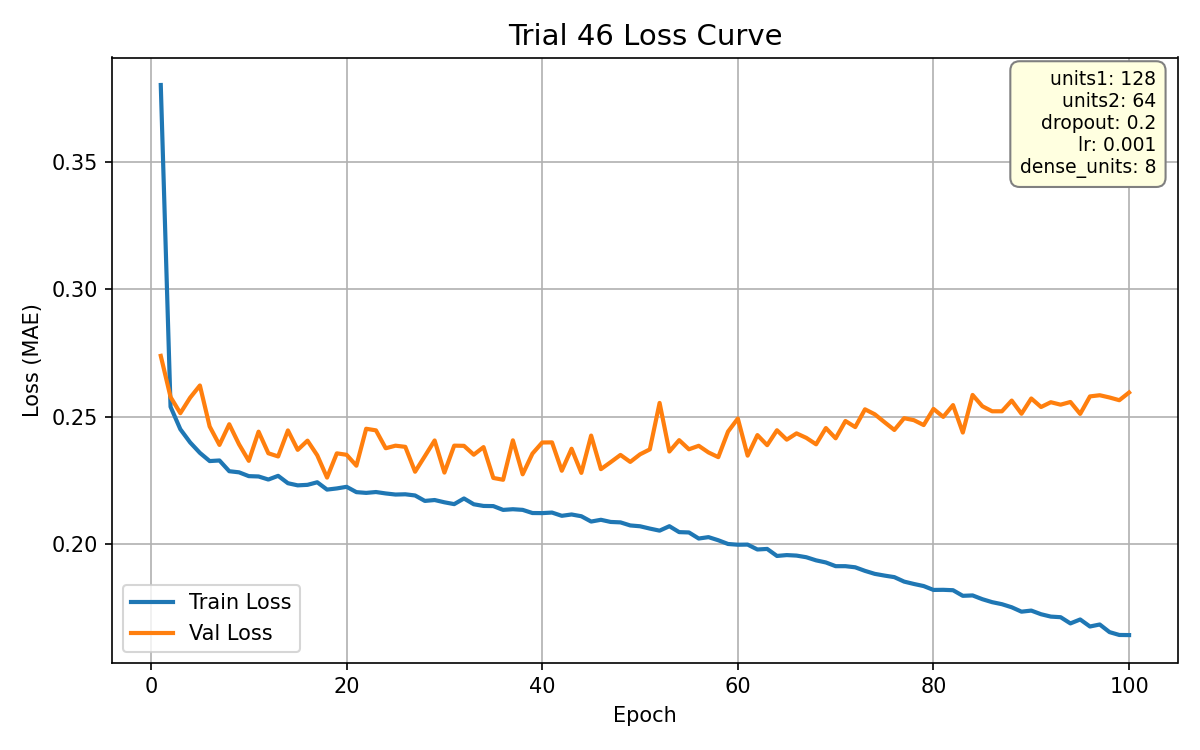 Trial 46 Loss Curve
units1: 128
units2: 64
dropout: 0.2
lr: 0.001
dense_units: 8
Loss (MAE)
0.35
0.30
0.25
0.20
Train Loss
Val Loss
0 20 40 60 80 100
Epoch